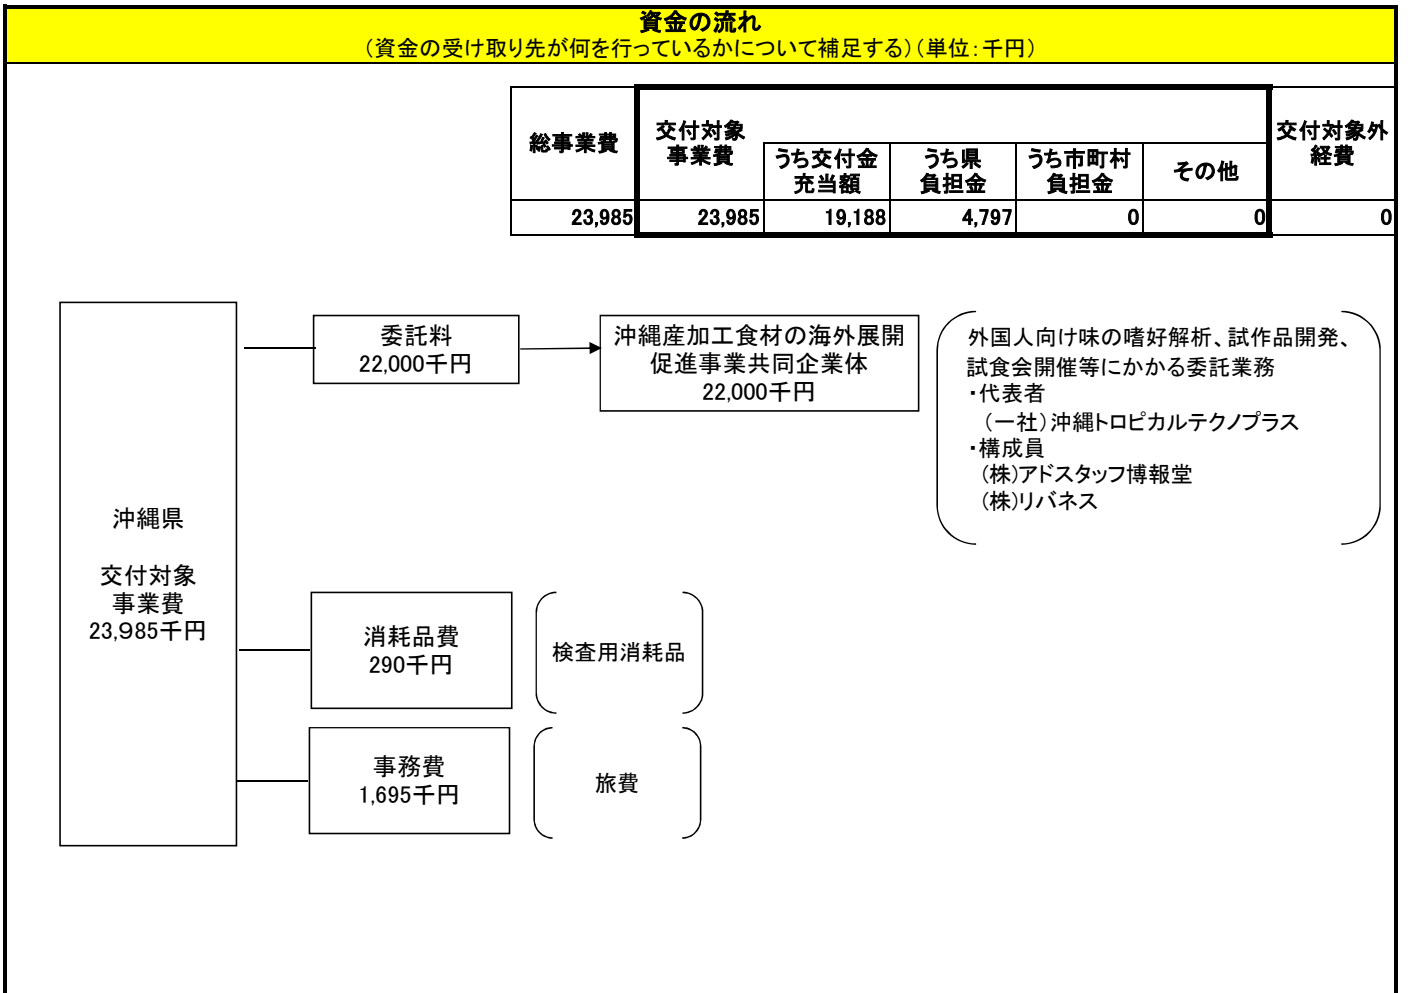 資金の流れ
（資金の受け取り先が何を行っているかについて補足する）（単位：千円）
総事業費
交付対象
事業費
うち交付金
充当額
うち県
負担金
うち市町村
負担金
その他
交付対象外
経費
23,985 23,985 19,188 4,797 0 0 0
沖縄県
交付対象
事業費
23,985千円
委託料
22,000千円
沖縄産加工食材の海外展開
促進事業共同企業体
22,000千円
外国人向け味の嗜好解析、試作品開発、
試食会開催等にかかる委託業務
・代表者
（一社）沖縄トロピカルテクノプラス
・構成員
(株)アドスタッフ博報堂
(株)リバネス
消耗品費
290千円
検査用消耗品
事務費
1,695千円
旅費